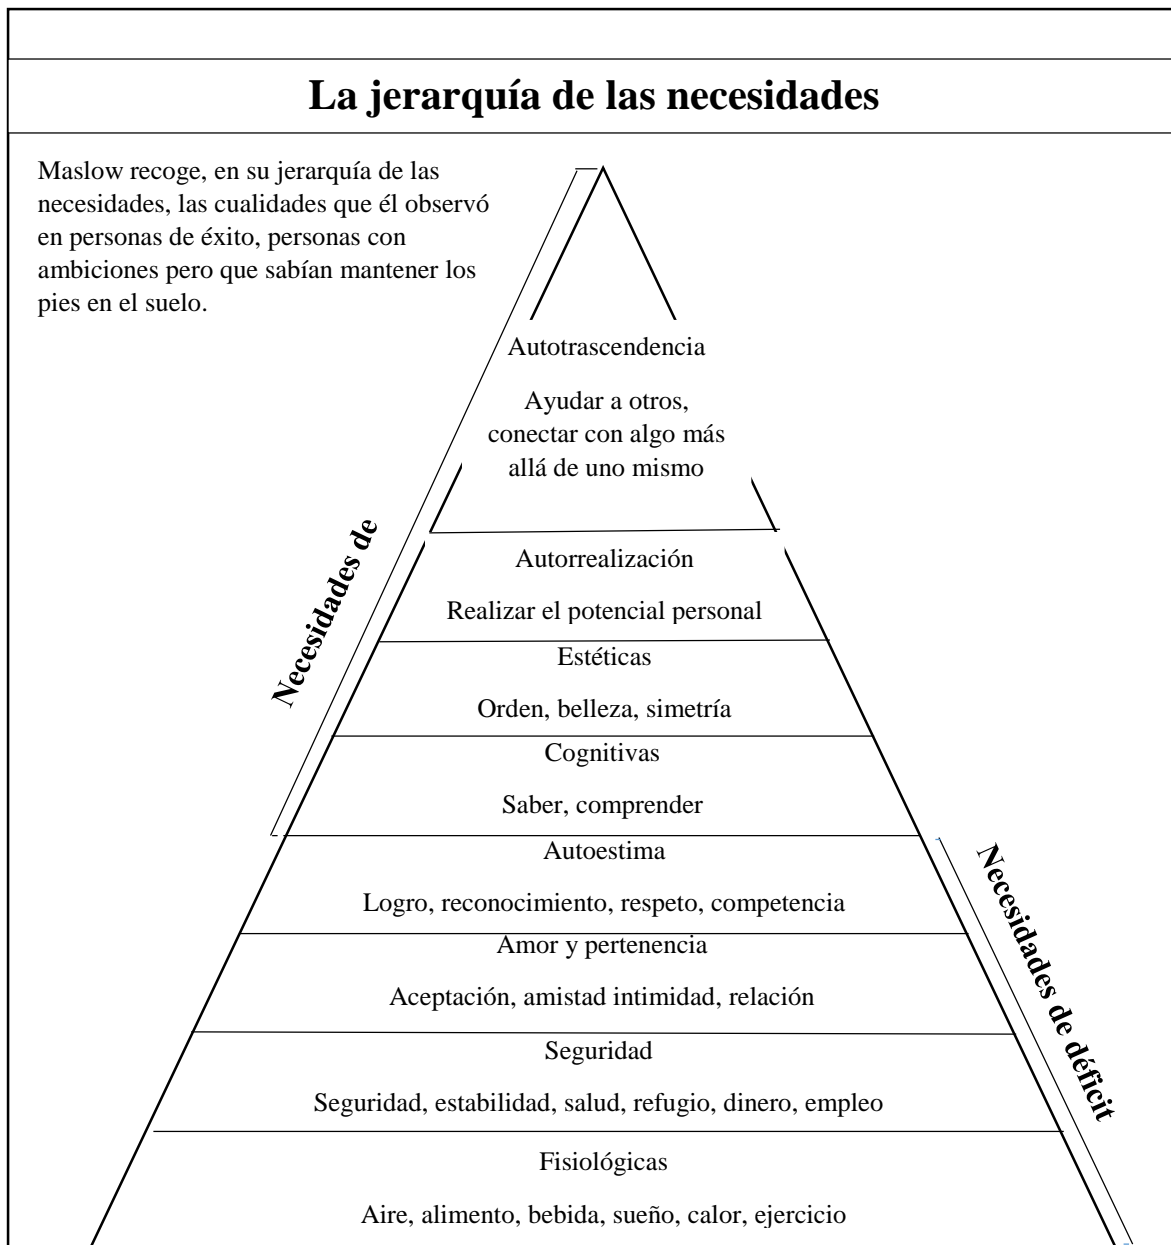 La jerarquía de las necesidades
Maslow recoge, en su jerarquía de las
necesidades, las cualidades que él observó
en personas de éxito, personas con
ambiciones pero que sabían mantener los
pies en el suelo.
Autotrascendencia
Ayudar a otros,
conectar con algo más
allá de uno mismo
Necesidades de
Autorrealización
Realizar el potencial personal
Estéticas
Orden, belleza, simetría
Cognitivas
Saber, comprender
Autoestima
Logro, reconocimiento, respeto, competencia
Necesidades de déficit
Amor y pertenencia
Aceptación, amistad intimidad, relación
Seguridad
Seguridad, estabilidad, salud, refugio, dinero, empleo
Fisiológicas
Aire, alimento, bebida, sueño, calor, ejercicio